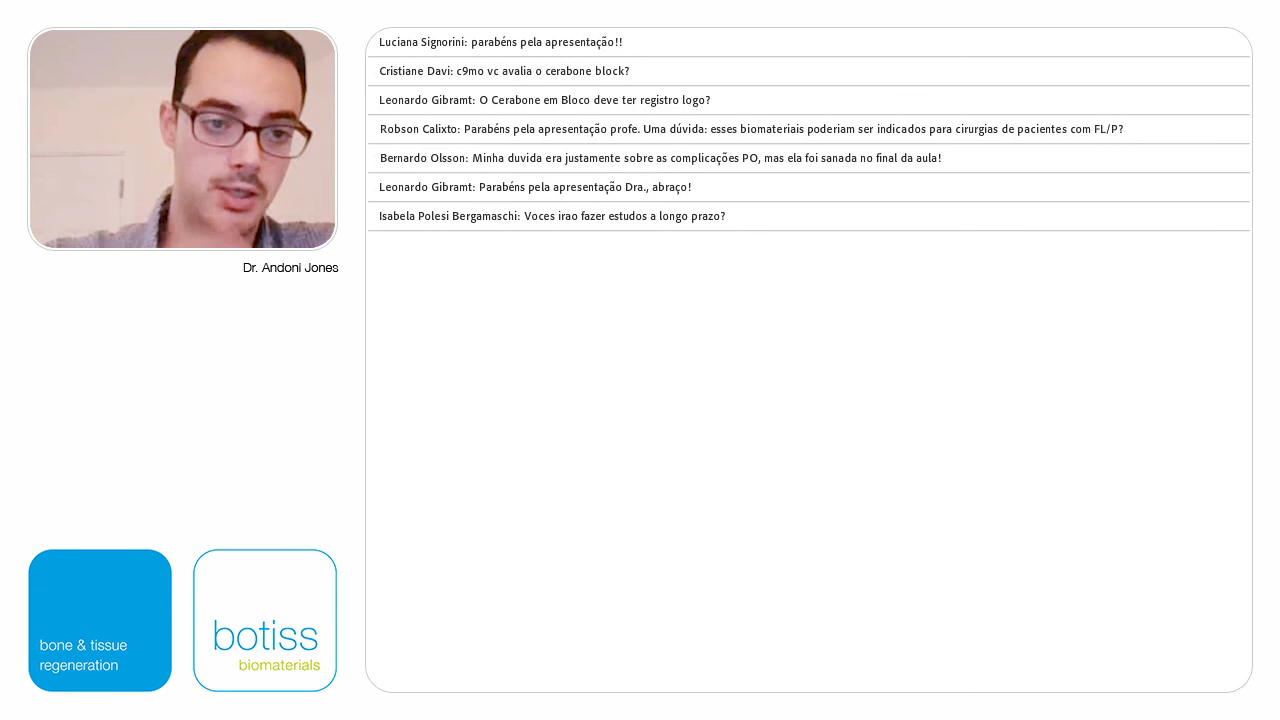 Luciana Signorini: parabéns pela apresentação!!
Cristiane Davi: c9mo vc avalia o cerabone block?
Leonardo Gibramt: O Cerabone em Bloco deve ter registro logo?
Robson Calixto: Parabéns pela apresentação profe. Uma dúvida: esses biomateriais poderiam ser indicados para cirurgias de pacientes com FL/P?
Bernardo Olsson: Minha duvida era justamente sobre as complicações PO, mas ela foi sanada no final da aula!
Leonardo Gibramt: Parabéns pela apresentação Dra., abraço!
Isabela Polesi Bergamaschi: Voces irao fazer estudos a longo prazo?
Dr. Andoni Jones
bone & tissue
regeneration
botiss
biomaterials